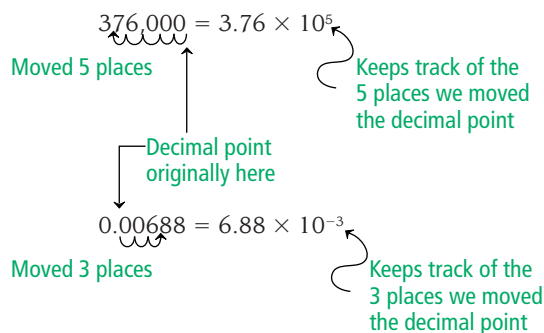 376,000 = 3.76 × 10⁵
Moved 5 places
Keeps track of the
5 places we moved
the decimal point
Decimal point
originally here
0.00688 = 6.88 × 10⁻³
Moved 3 places
Keeps track of the
3 places we moved
the decimal point